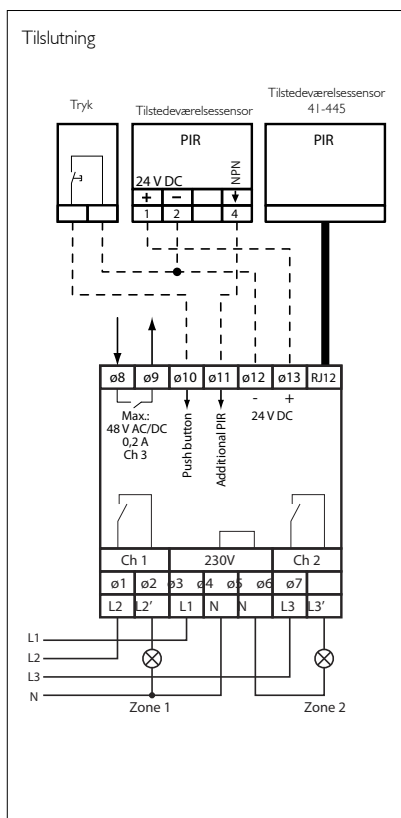 Tilslutning
Tryk
Tilstedeværelsessensor
Tilstedeværelsessensor
41-445
PIR
PIR
24 V DC
NPN
+ −
1 2 4
ø8 ø9 ø10 ø11 ø12 ø13 RJ12
Max.:
48 V AC/DC
0,2 A
Ch 3
Push button
Additional PIR
- +
24 V DC
Ch 1 230V Ch 2
ø1 ø2 ø3 ø4 ø5 ø6 ø7
L2 L2’ L1 N N L3 L3’
L1
L2
L3
N
Zone 1 Zone 2